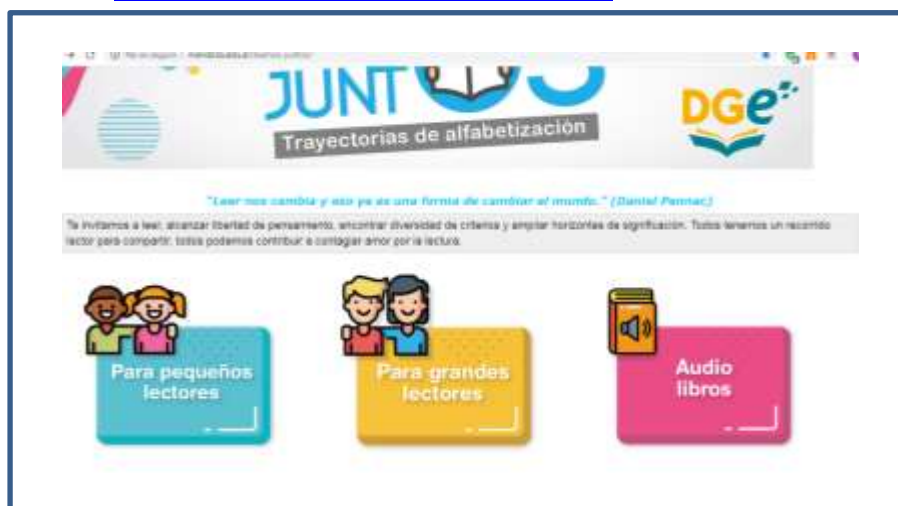 JUNTOS
Trayectorias de alfabetización
DGe
"Leer nos cambia y eso ya es una forma de cambiar el mundo." (Daniel Pennac)
Te invitamos a leer, alcanzar libertad de pensamiento, encontrar diversidad de criterios y ampliar horizontes de significación. Todos tenemos un recorrido
lector para compartir, todos podemos contribuir a contagiar amor por la lectura.
Para pequeños
lectores
Para grandes
lectores
Audio
libros